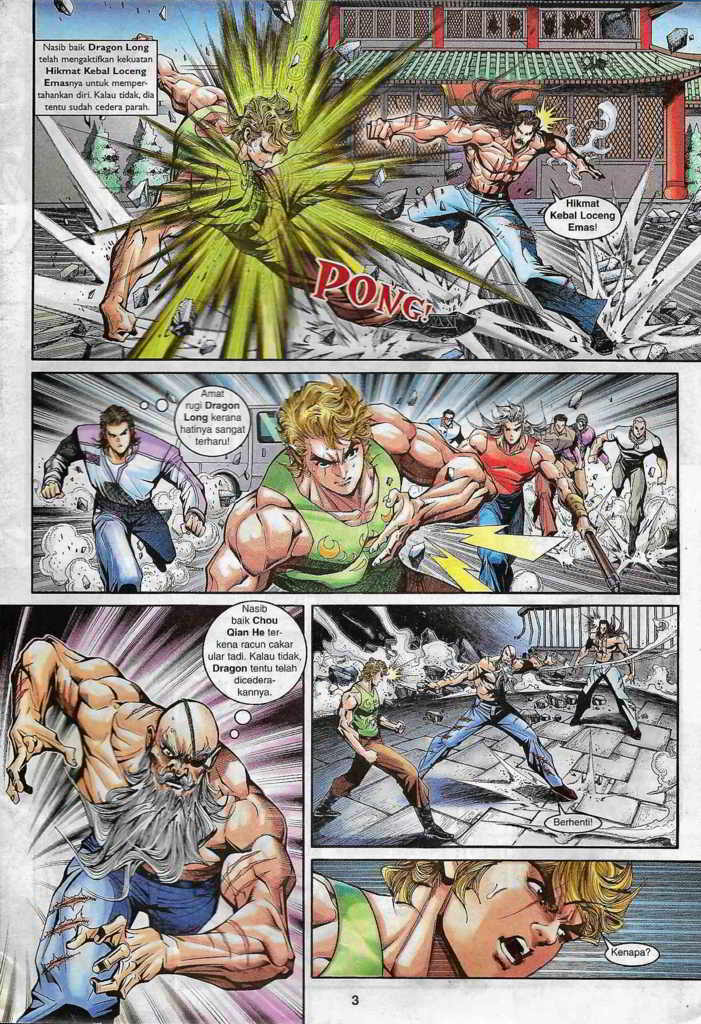 Nasib baik Dragon Long
telah mengaktifkan kekuatan
Hikmat Kebal Loceng
Emasnya untuk memper-
tahankan diri. Kalau tidak, dia
tentu sudah cedera parah.
Hikmat
Kebal Loceng
Emas!
PONG!
Amat
rugi Dragon
Long kerana
hatinya sangat
terharu!
Nasib
baik Chou
Qian He ter-
kena racun cakar
ular tadi. Kalau tidak,
Dragon tentu telah
dicedera-
kannya.
Berhenti!
Kenapa?
3